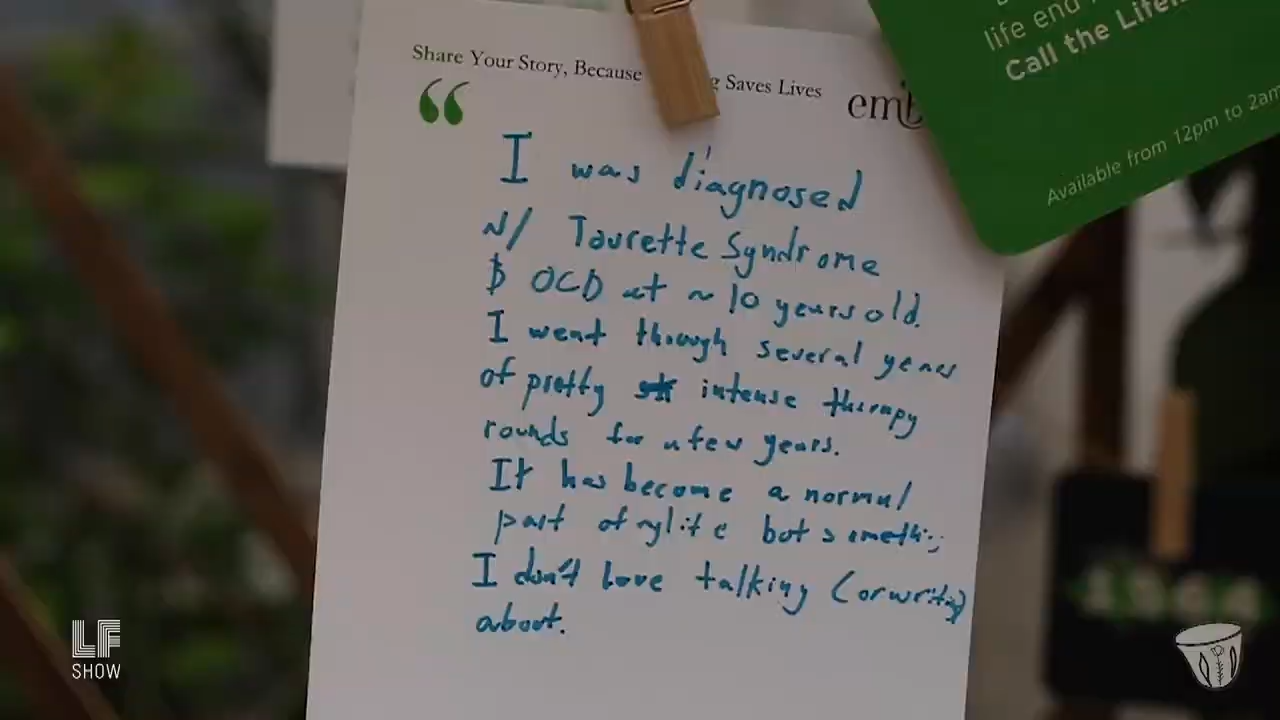 life end
Call the Life
Available from 12pm to 2am
Share Your Story, Because g Saves Lives
emb
I was diagnosed
w/ Tourette Syndrome
& OCD at ~ 10 years old.
I went through several years
of pretty intense therapy
rounds for a few years.
It has become a normal
part of my life but something
I don't love talking (or writing)
about.
LF
SHOW